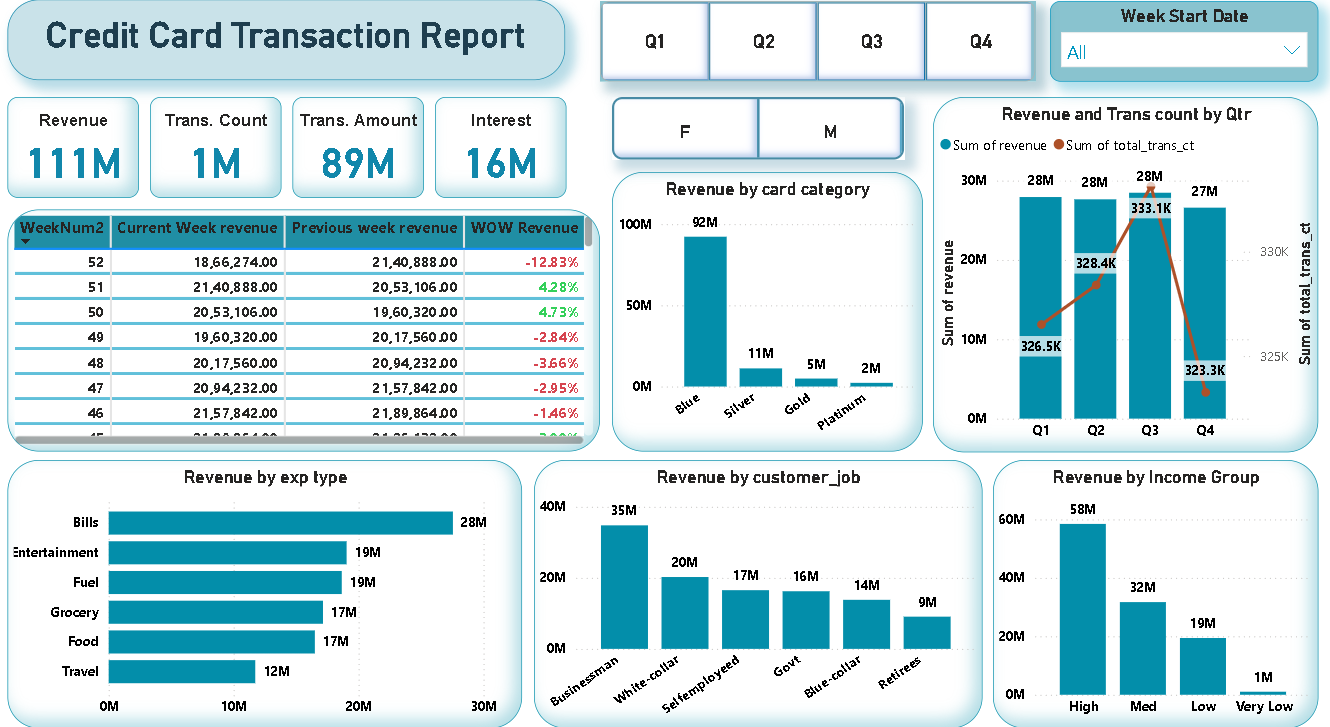 Credit Card Transaction Report
Q1
Q2
Q3
Q4
Week Start Date
All
Revenue
111M
Trans. Count
1M
Trans. Amount
89M
Interest
16M
F
M
WeekNum2 Current Week revenue Previous week revenue WOW Revenue
52 18,66,274.00 21,40,888.00 -12.83%
51 21,40,888.00 20,53,106.00 4.28%
50 20,53,106.00 19,60,320.00 4.73%
49 19,60,320.00 20,17,560.00 -2.84%
48 20,17,560.00 20,94,232.00 -3.66%
47 20,94,232.00 21,57,842.00 -2.95%
46 21,57,842.00 21,89,864.00 -1.46%
Revenue by card category
100M
50M
0M
92M
11M
5M
2M
Blue
Silver
Gold
Platinum
Revenue and Trans count by Qtr
Sum of revenue Sum of total_trans_ct
Sum of revenue
30M
20M
10M
0M
28M
28M
28M
27M
326.5K
328.4K
333.1K
323.3K
330K
325K
Sum of total_trans_ct
Q1 Q2 Q3 Q4
Revenue by exp type
Bills 28M
Entertainment 19M
Fuel 19M
Grocery 17M
Food 17M
Travel 12M
0M 10M 20M 30M
Revenue by customer_job
40M
20M
0M
35M
20M
17M
16M
14M
9M
Businessman
White-collar
Selfemployeed
Govt
Blue-collar
Retirees
Revenue by Income Group
60M
40M
20M
0M
58M
32M
19M
1M
High Med Low Very Low